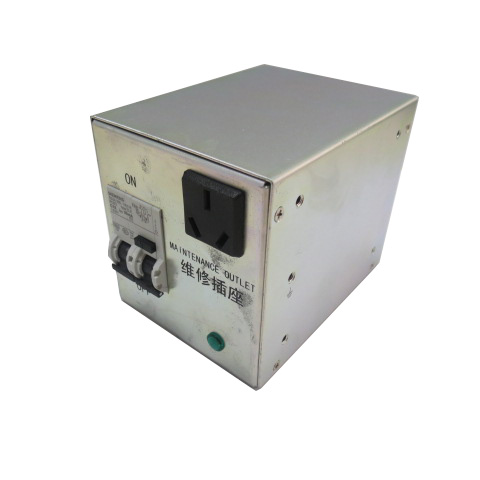 ON
MAINTENANCE OUTLET
维修插座
OFF